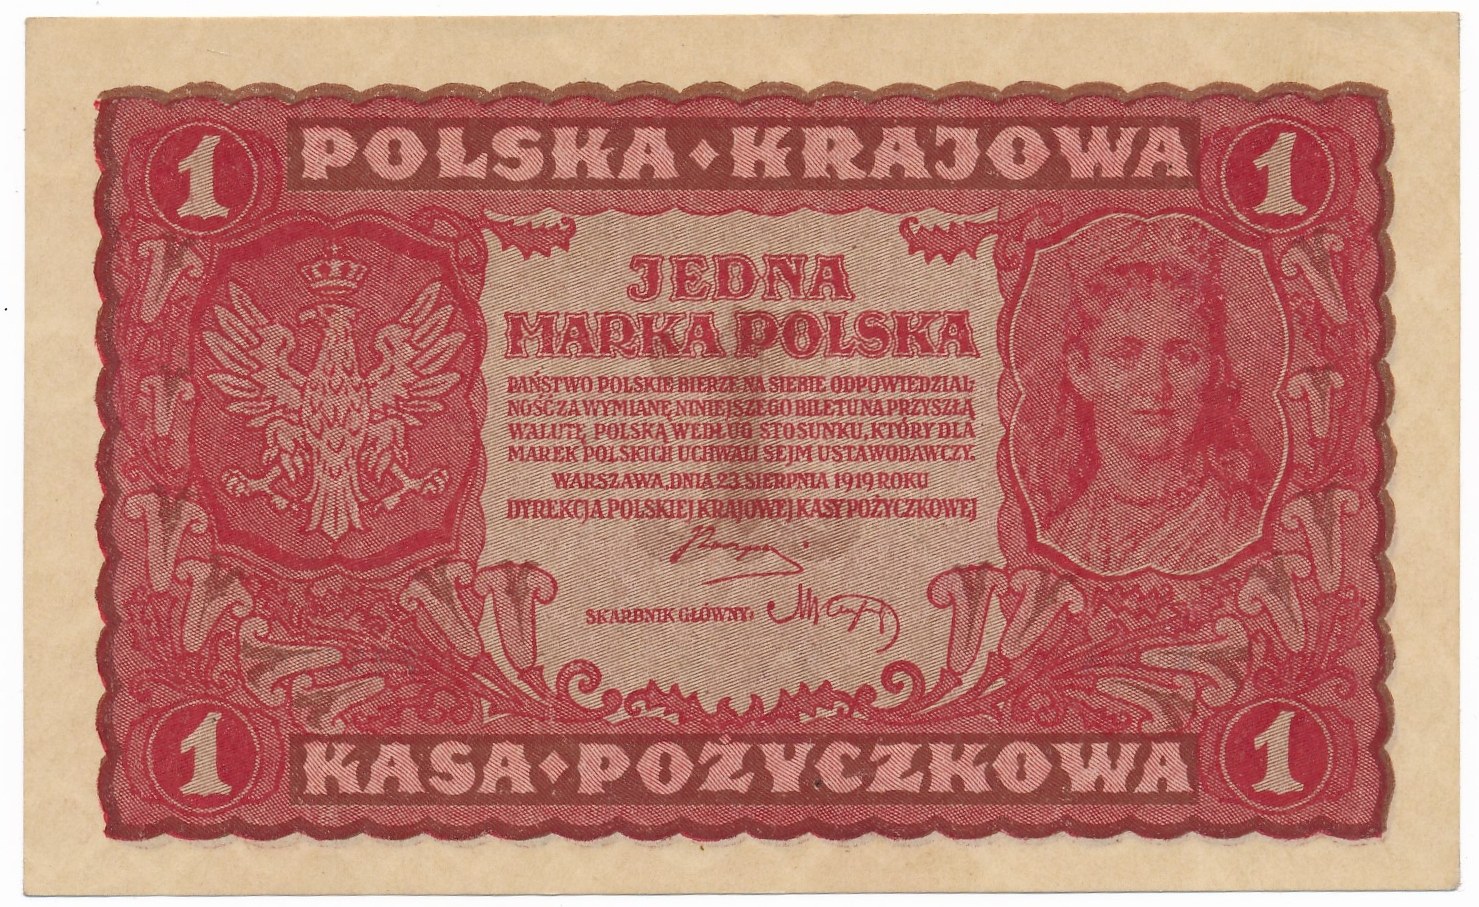 1 POLSKA · KRAJOWA 1
JEDNA
MARKA POLSKA
PAŃSTWO POLSKIE BIERZE NA SIEBIE ODPOWIEDZIAL-
NOŚĆ ZA WYMIANĘ NINIEJSZEGO BILETU NA PRZYSZŁĄ
WALUTĘ POLSKĄ WEDŁUG STOSUNKU, KTÓRY DLA
MAREK POLSKICH UCHWALI SEJM USTAWODAWCZY.
WARSZAWA, DNIA 23 SIERPNIA 1919 ROKU
DYREKCJA POLSKIEJ KRAJOWEJ KASY POŻYCZKOWEJ
SKARBNIK GŁÓWNY:
1 KASA · POŻYCZKOWA 1